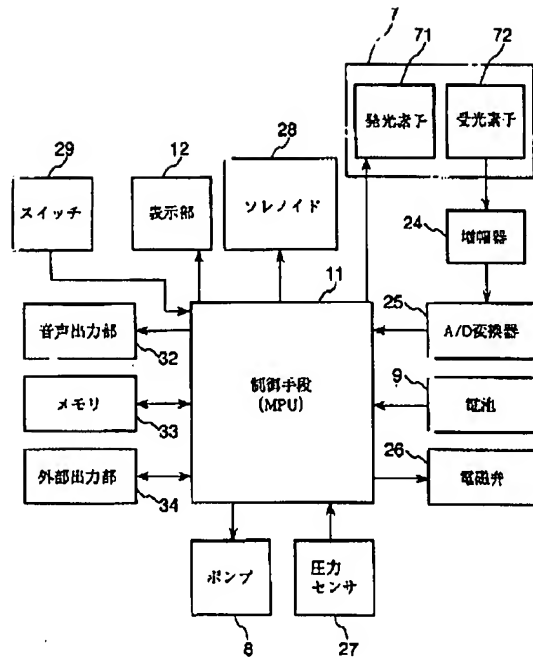 7
71
72
発光素子
受光素子
29
12
28
スイッチ
表示部
ソレノイド
24
増幅器
11
25
音声出力部
32
A/D変換器
制御手段
(MPU)
9
メモリ
33
電池
26
外部出力部
34
電磁弁
ポンプ
圧力
センサ
8
27